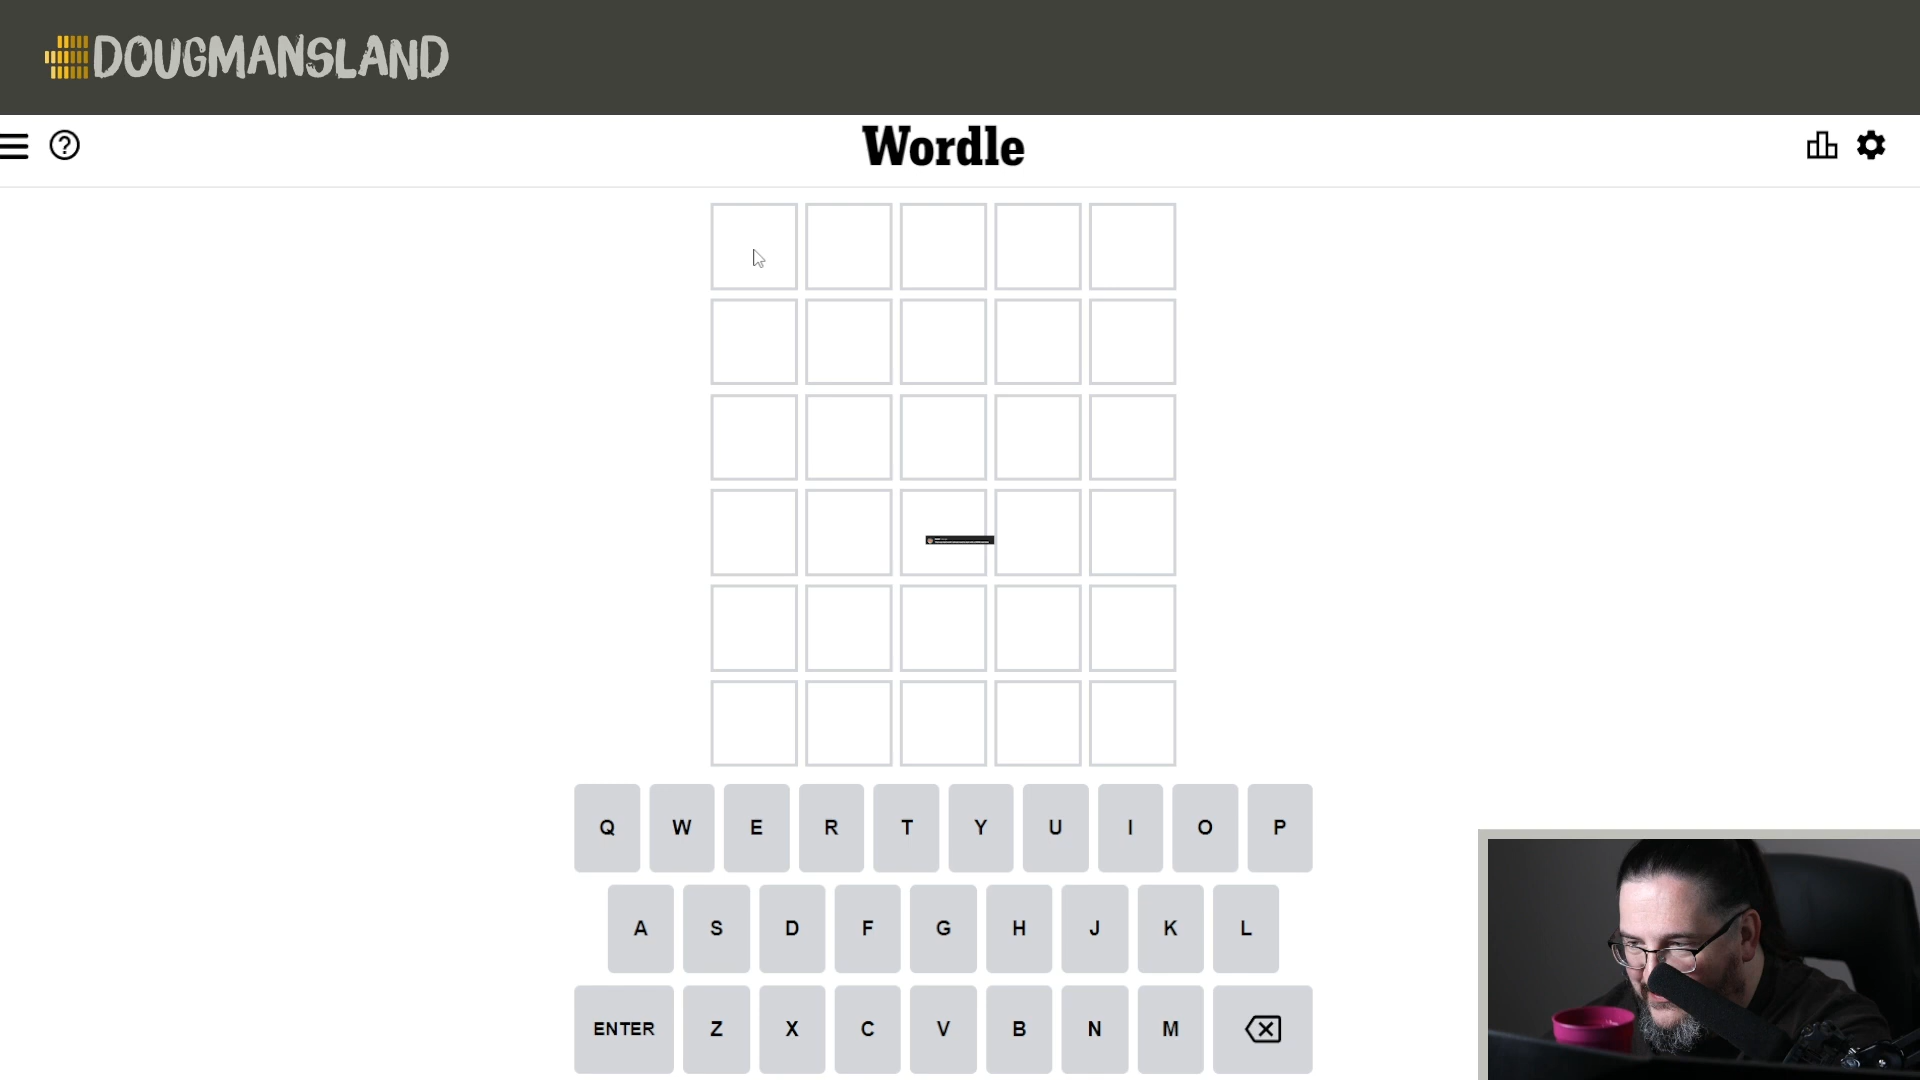 DOUGMANSLAND
Wordle
Q W E R T Y U I O P
A S D F G H J K L
ENTER Z X C V B N M